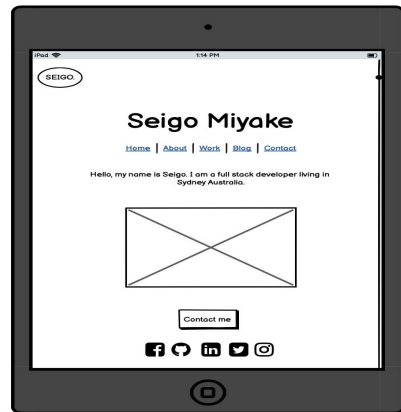 iPad 1:14 PM
SEIGO.
Seigo Miyake
Home | About | Work | Blog | Contact
Hello, my name is Seigo. I am a full stack developer living in
Sydney Australia.
Contact me